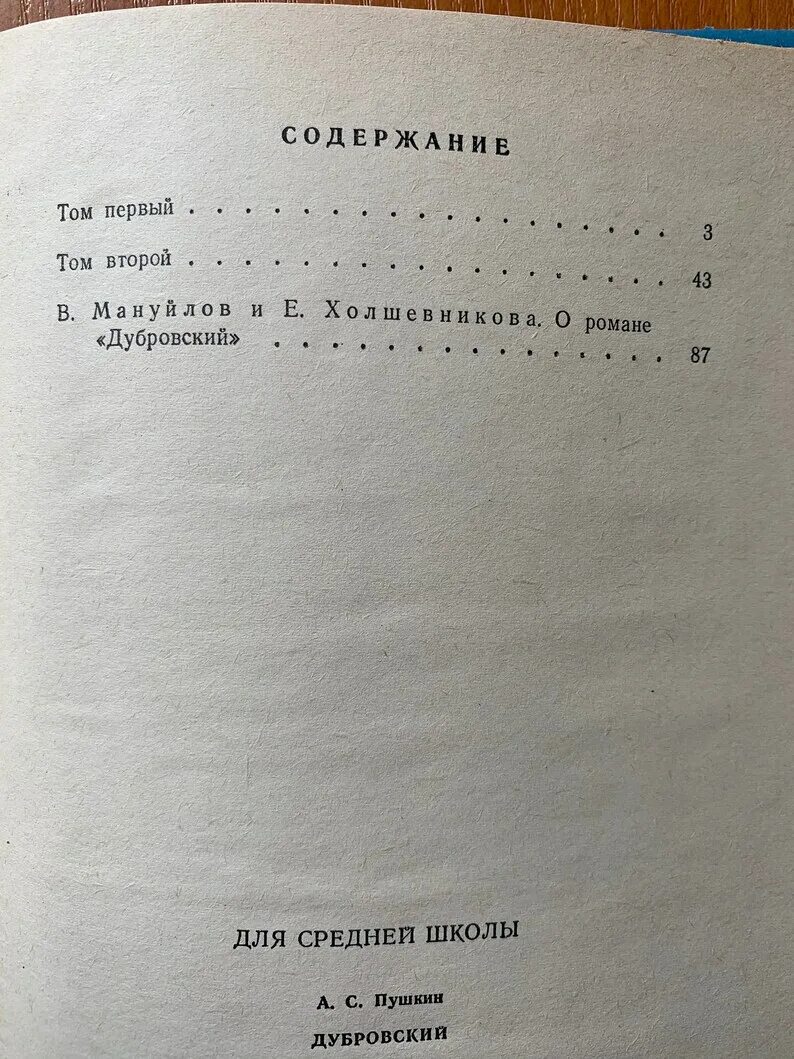 СОДЕРЖАНИЕ
Том первый . . . . . . . . . . . . . . . . . 3
Том второй . . . . . . . . . . . . . . . . . 43
В. Мануйлов и Е. Холшевникова. О романе
«Дубровский» . . . . . . . . . . . . . . 87
ДЛЯ СРЕДНЕЙ ШКОЛЫ
А. С. Пушкин
ДУБРОВСКИЙ